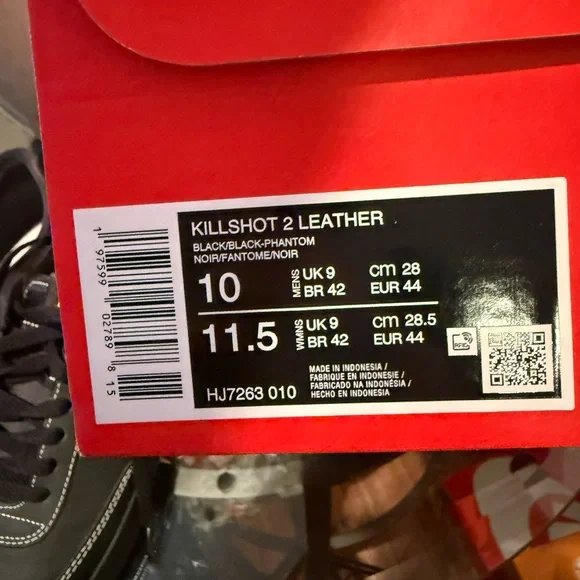 KILLSHOT 2 LEATHER
BLACK/BLACK-PHANTOM
NOIR/FANTOME/NOIR
10 MENS UK 9 cm 28
BR 42 EUR 44
11.5 WMNS UK 9 cm 28.5
BR 42 EUR 44
HJ7263 010
MADE IN INDONESIA /
FABRIQUE EN INDONESIE /
FABRICADO NA INDONÉSIA /
HECHO EN INDONESIA
RFID
1 97599 02789 8 15